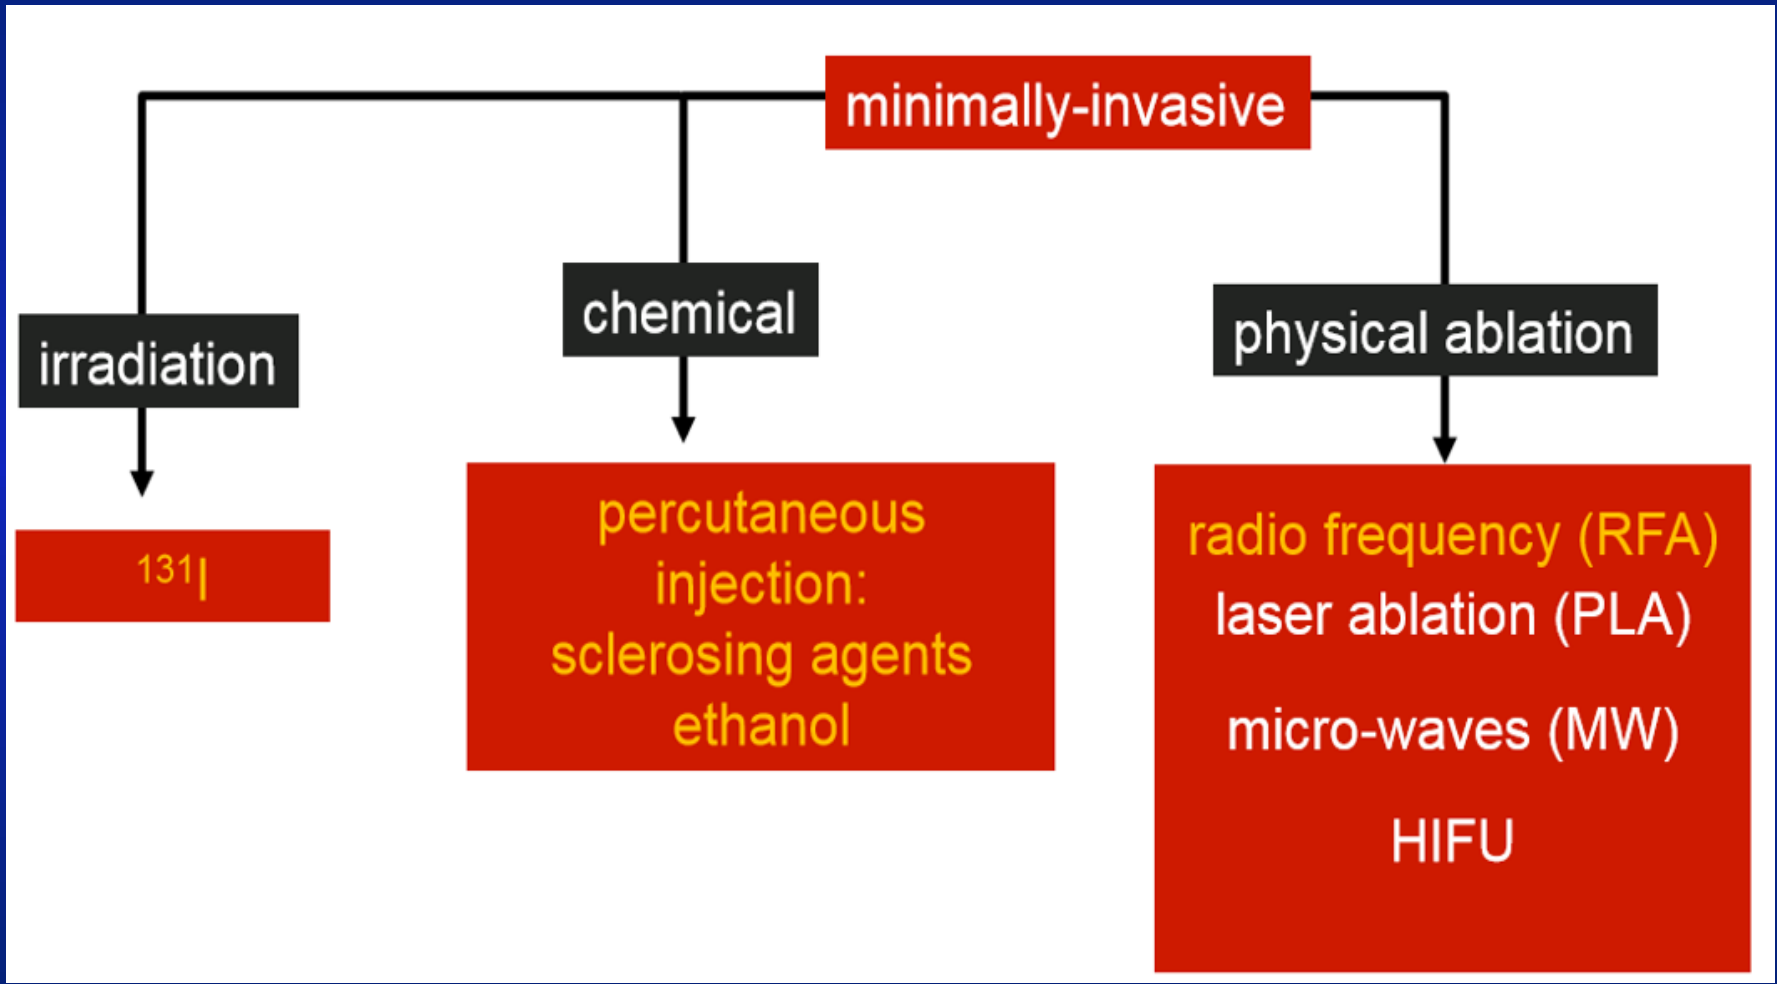 minimally-invasive
irradiation
chemical
physical ablation
¹³¹I
percutaneous
injection:
sclerosing agents
ethanol
radio frequency (RFA)
laser ablation (PLA)
micro-waves (MW)
HIFU